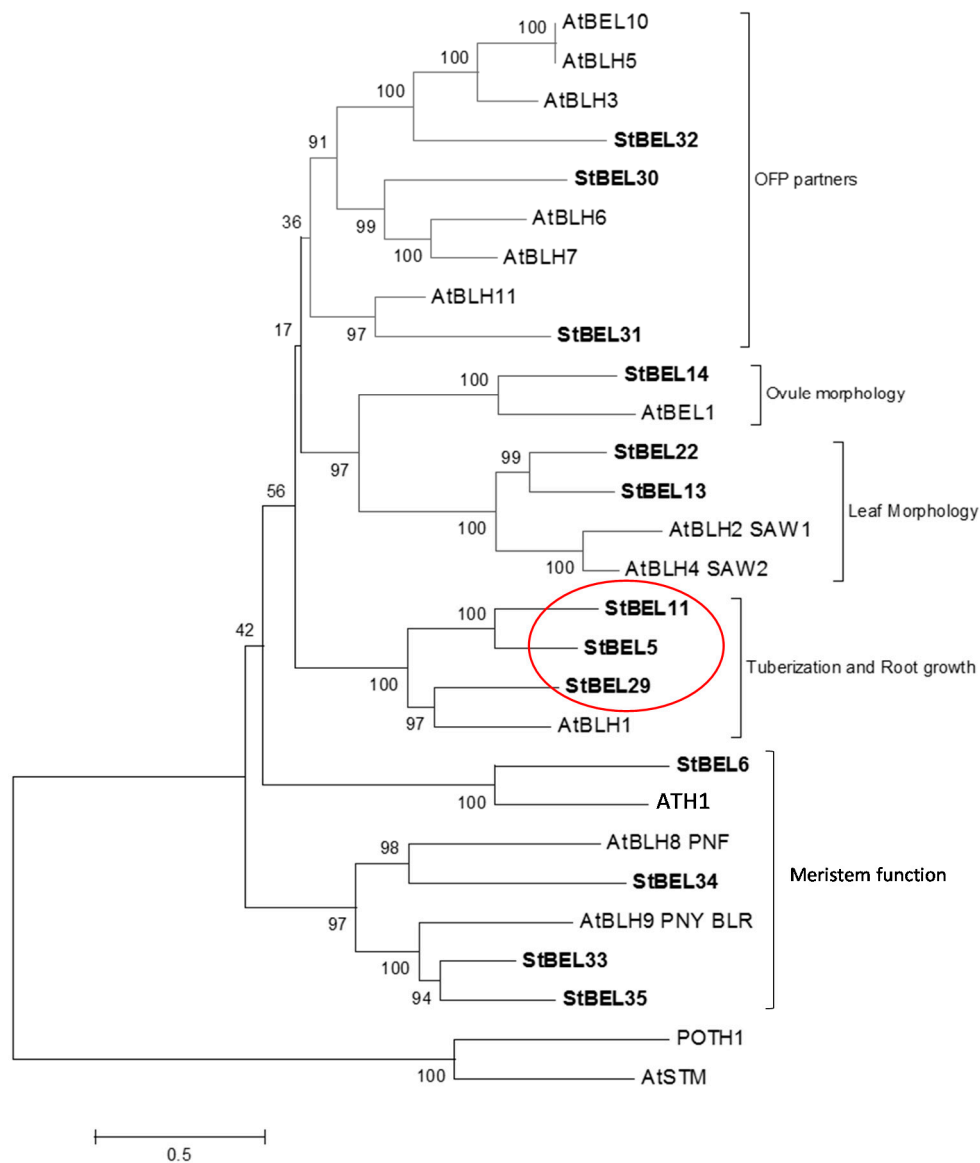 100
AtBEL10
100
AtBLH5
100
AtBLH3
91
StBEL32
OFP partners
StBEL30
36
99
AtBLH6
100
AtBLH7
17
AtBLH11
97
StBEL31
100
StBEL14
Ovule morphology
AtBEL1
97
99
StBEL22
56
StBEL13
Leaf Morphology
100
AtBLH2 SAW1
100
AtBLH4 SAW2
42
100
StBEL11
StBEL5
Tuberization and Root growth
100
StBEL29
97
AtBLH1
StBEL6
100
ATH1
98
AtBLH8 PNF
Meristem function
StBEL34
97
AtBLH9 PNY BLR
100
StBEL33
94
StBEL35
POTH1
100
AtSTM
0.5